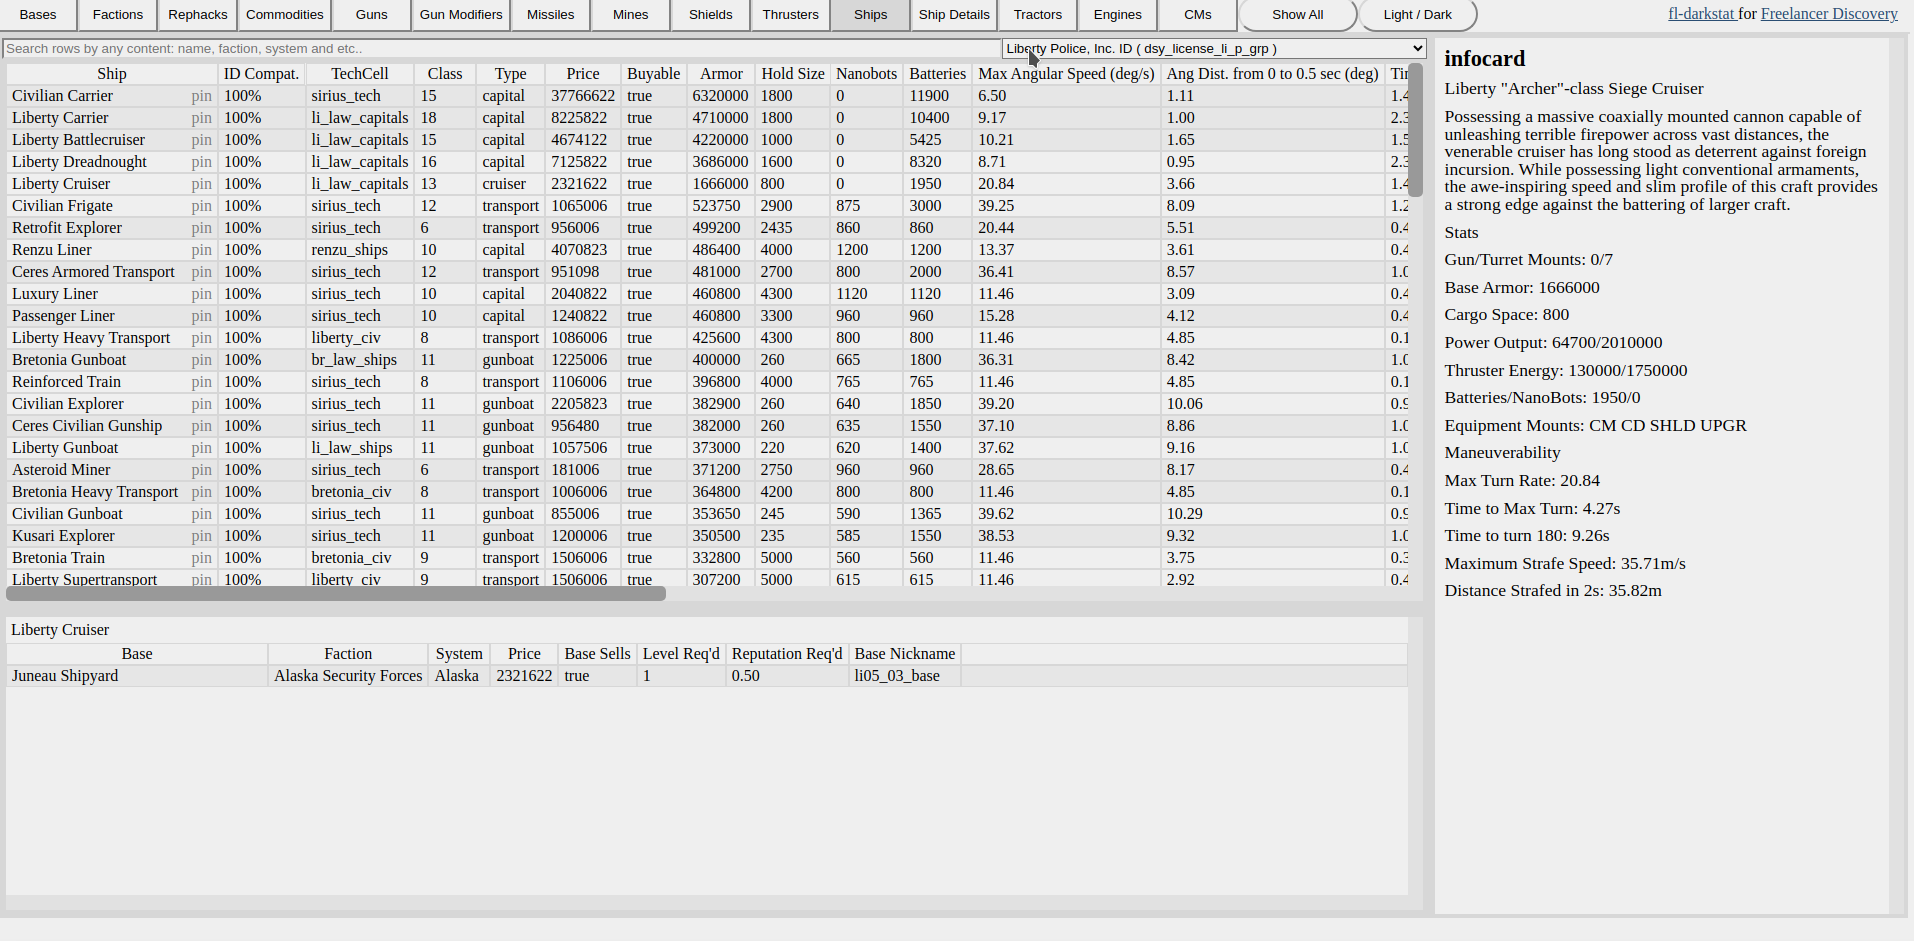 Bases Factions Rephacks Commodities Guns Gun Modifiers Missiles Mines Shields Thrusters Ships Ship Details Tractors Engines CMs Show All Light / Dark fl-darkstat for Freelancer Discovery
Search rows by any content: name, faction, system and etc.. Liberty Police, Inc. ID ( dsy_license_li_p_grp )
Ship ID Compat. TechCell Class Type Price Buyable Armor Hold Size Nanobots Batteries Max Angular Speed (deg/s) Ang Dist. from 0 to 0.5 sec (deg)
Civilian Carrier pin 100% sirius_tech 15 capital 37766622 true 6320000 1800 0 11900 6.50 1.11 1.4
Liberty Carrier pin 100% li_law_capitals 18 capital 8225822 true 4710000 1800 0 10400 9.17 1.00 2.3
Liberty Battlecruiser pin 100% li_law_capitals 15 capital 4674122 true 4220000 1000 0 5425 10.21 1.65 1.5
Liberty Dreadnought pin 100% li_law_capitals 16 capital 7125822 true 3686000 1600 0 8320 8.71 0.95 2.3
Liberty Cruiser pin 100% li_law_capitals 13 cruiser 2321622 true 1666000 800 0 1950 20.84 3.66 1.4
Civilian Frigate pin 100% sirius_tech 12 transport 1065006 true 523750 2900 875 3000 39.25 8.09 1.2
Retrofit Explorer pin 100% sirius_tech 6 transport 956006 true 499200 2435 860 860 20.44 5.51 0.4
Renzu Liner pin 100% renzu_ships 10 capital 4070823 true 486400 4000 1200 1200 13.37 3.61 0.4
Ceres Armored Transport pin 100% sirius_tech 12 transport 951098 true 481000 2700 800 2000 36.41 8.57 1.0
Luxury Liner pin 100% sirius_tech 10 capital 2040822 true 460800 4300 1120 1120 11.46 3.09 0.4
Passenger Liner pin 100% sirius_tech 10 capital 1240822 true 460800 3300 960 960 15.28 4.12 0.4
Liberty Heavy Transport pin 100% liberty_civ 8 transport 1086006 true 425600 4300 800 800 11.46 4.85 0.1
Bretonia Gunboat pin 100% br_law_ships 11 gunboat 1225006 true 400000 260 665 1800 36.31 8.42 1.0
Reinforced Train pin 100% sirius_tech 8 transport 1106006 true 396800 4000 765 765 11.46 4.85 0.1
Civilian Explorer pin 100% sirius_tech 11 gunboat 2205823 true 382900 260 640 1850 39.20 10.06 0.9
Ceres Civilian Gunship pin 100% sirius_tech 11 gunboat 956480 true 382000 260 635 1550 37.10 8.86 1.0
Liberty Gunboat pin 100% li_law_ships 11 gunboat 1057506 true 373000 220 620 1400 37.62 9.16 1.0
Asteroid Miner pin 100% sirius_tech 6 transport 181006 true 371200 2750 960 960 28.65 8.17 0.4
Bretonia Heavy Transport pin 100% bretonia_civ 8 transport 1006006 true 364800 4200 800 800 11.46 4.85 0.1
Civilian Gunboat pin 100% sirius_tech 11 gunboat 855006 true 353650 245 590 1365 39.62 10.29 0.9
Kusari Explorer pin 100% sirius_tech 11 gunboat 1200006 true 350500 235 585 1550 38.53 9.32 1.0
Bretonia Train pin 100% bretonia_civ 9 transport 1506006 true 332800 5000 560 560 11.46 3.75 0.3
Liberty Supertransport pin 100% liberty_civ 9 transport 1506006 true 307200 5000 615 615 11.46 2.92 0.4
Liberty Cruiser
Base Faction System Price Base Sells Level Req'd Reputation Req'd Base Nickname
Juneau Shipyard Alaska Security Forces Alaska 2321622 true 1 0.50 li05_03_base
infocard
Liberty "Archer"-class Siege Cruiser
Possessing a massive coaxially mounted cannon capable of
unleashing terrible firepower across vast distances, the
venerable cruiser has long stood as deterrent against foreign
incursion. While possessing light conventional armaments,
the awe-inspiring speed and slim profile of this craft provides
a strong edge against the battering of larger craft.
Stats
Gun/Turret Mounts: 0/7
Base Armor: 1666000
Cargo Space: 800
Power Output: 64700/2010000
Thruster Energy: 130000/1750000
Batteries/NanoBots: 1950/0
Equipment Mounts: CM CD SHLD UPGR
Maneuverability
Max Turn Rate: 20.84
Time to Max Turn: 4.27s
Time to turn 180: 9.26s
Maximum Strafe Speed: 35.71m/s
Distance Strafed in 2s: 35.82m